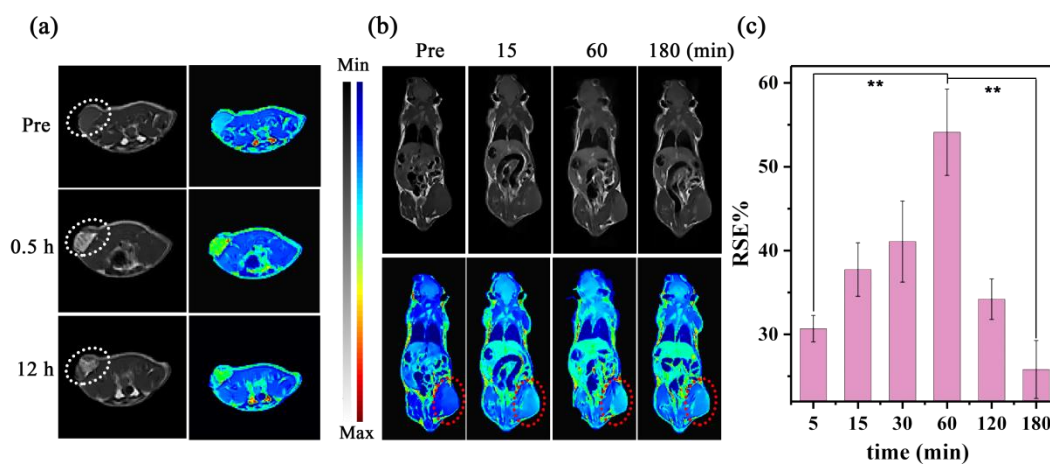 (a)
(b)
(c)
Pre
0.5 h
12 h
Min
Max
Pre 15 60 180 (min)
RSE%
60
50
40
30
** **
5 15 30 60 120 180
time (min)